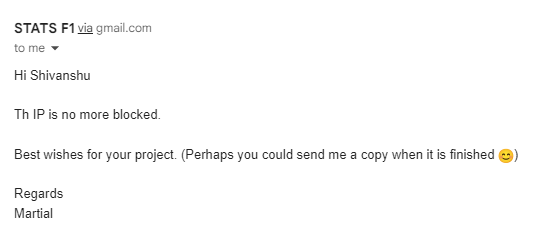 STATS F1 via gmail.com
to me
Hi Shivanshu
Th IP is no more blocked.
Best wishes for your project. (Perhaps you could send me a copy when it is finished 😊)
Regards
Martial